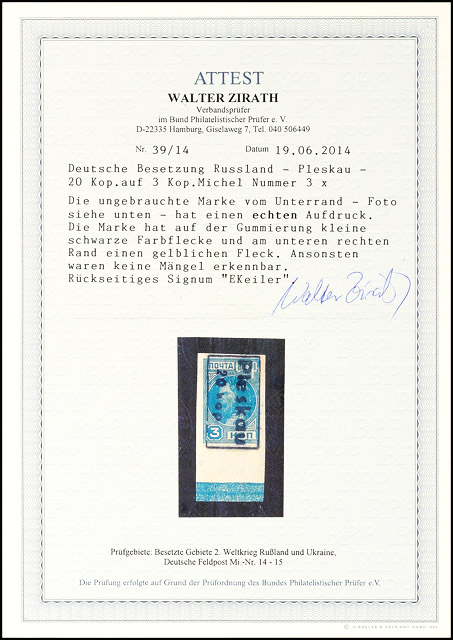 ATTEST
WALTER ZIRATH
Verbandsprüfer
im Bund Philatelistischer Prüfer e. V.
D-22335 Hamburg, Giselaweg 7, Tel. 040 506449
Nr. 39/14 Datum 19.06.2014
Deutsche Besetzung Russland - Pleskau -
20 Kop.auf 3 Kop.Michel Nummer 3 x
Die ungebrauchte Marke vom Unterrand - Foto
siehe unten - hat einen echten Aufdruck.
Die Marke hat auf der Gummierung kleine
schwarze Farbflecke und am unteren rechten
Rand einen gelblichen Fleck. Ansonsten
waren keine Mängel erkennbar.
Rückseitiges Signum "EKeiler"
Walter Zirath
ПОЧТА
Pleskau
20 Kop
3 КОП
Prüfgebiete: Besetzte Gebiete 2. Weltkrieg Rußland und Ukraine,
Deutsche Feldpost Mi.-Nr. 14 - 15
Die Prüfung erfolgte auf Grund der Prüfordnung des Bundes Philatelistischer Prüfer e.V.